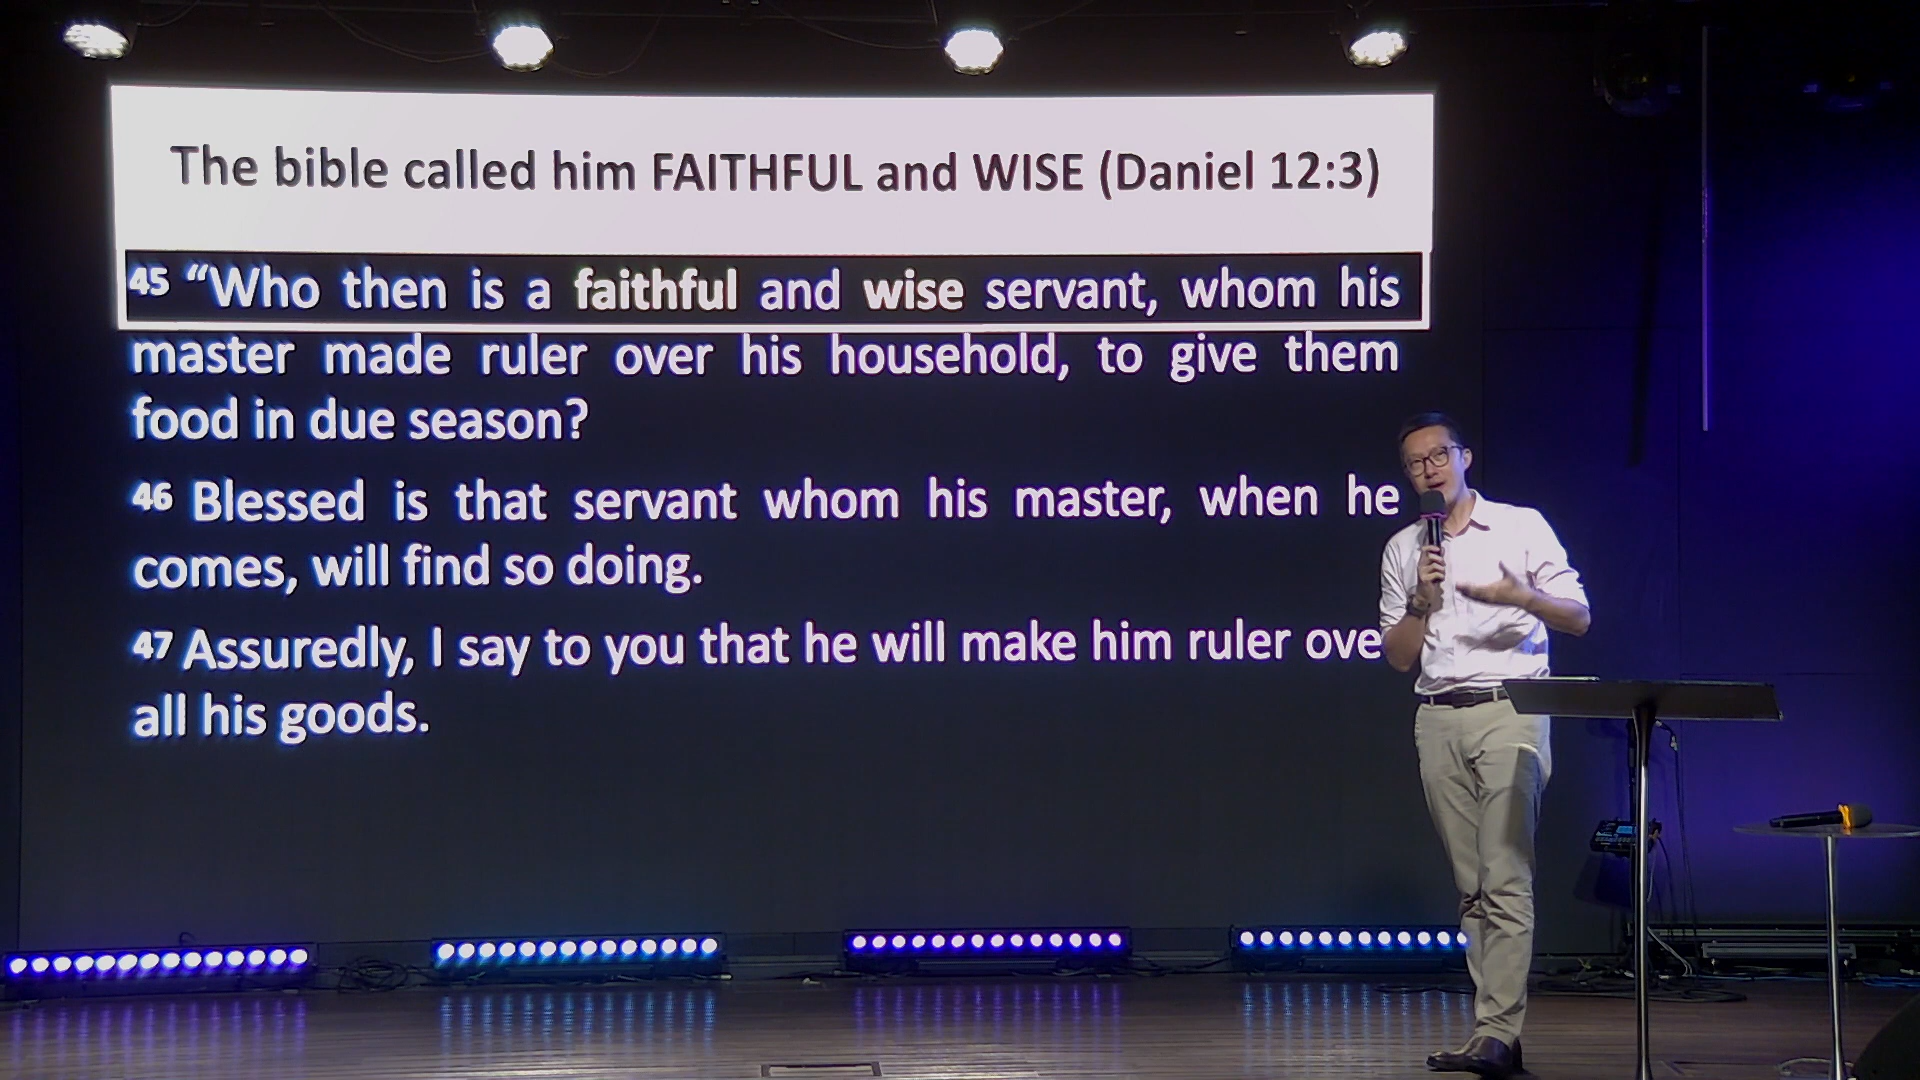 The bible called him FAITHFUL and WISE (Daniel 12:3)
45 “Who then is a faithful and wise servant, whom his
master made ruler over his household, to give them
food in due season?
46 Blessed is that servant whom his master, when he
comes, will find so doing.
47 Assuredly, I say to you that he will make him ruler ove
all his goods.